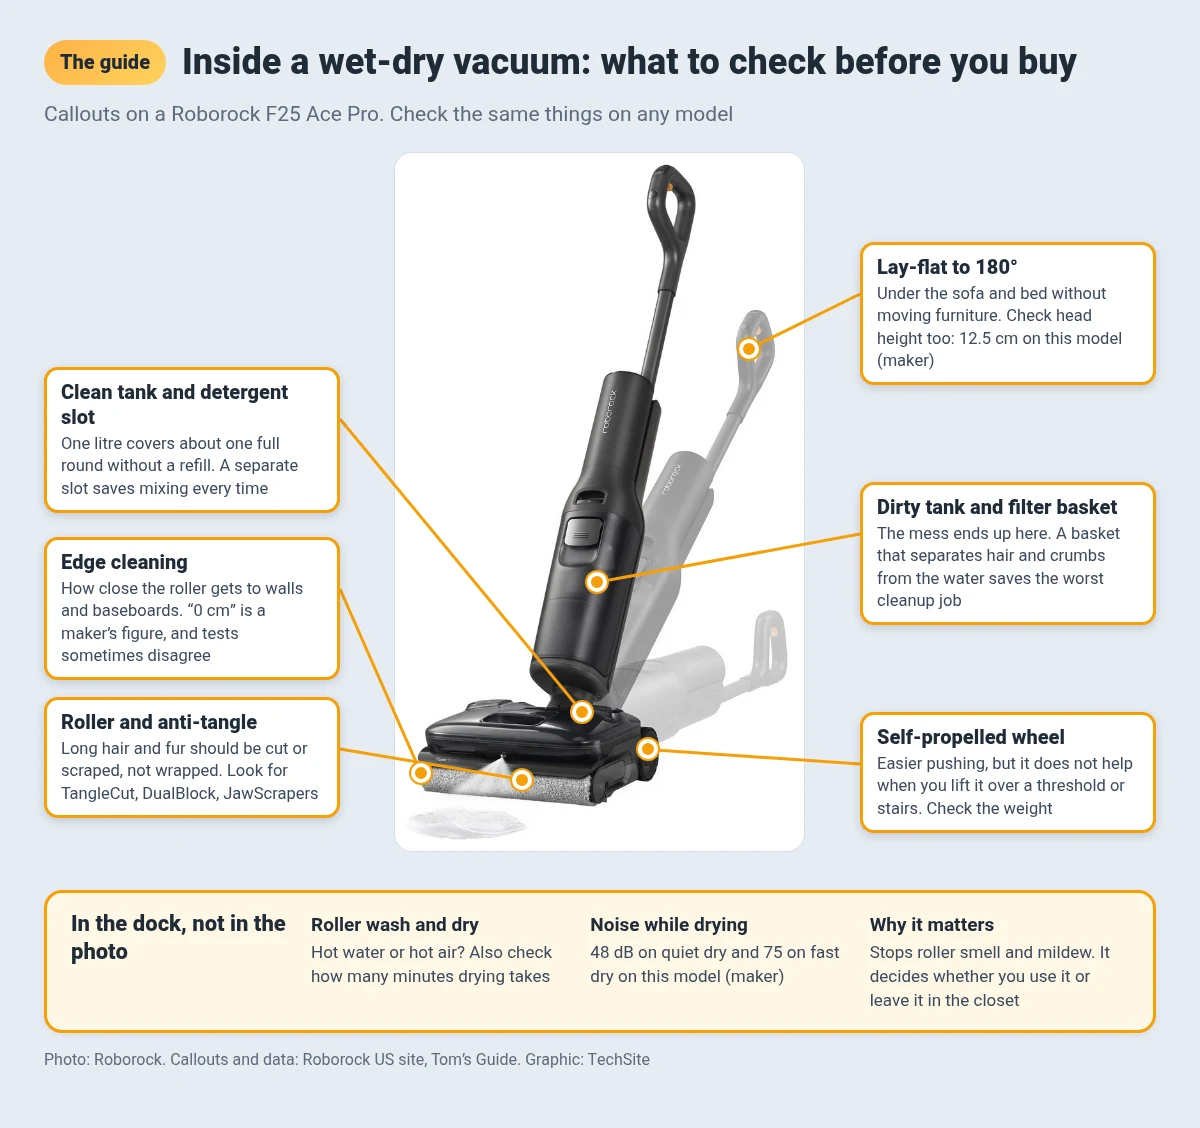 The guide
Inside a wet-dry vacuum: what to check before you buy
Callouts on a Roborock F25 Ace Pro. Check the same things on any model
Lay-flat to 180°
Under the sofa and bed without
moving furniture. Check head
height too: 12.5 cm on this model
(maker)
Clean tank and detergent
slot
One litre covers about one full
round without a refill. A separate
slot saves mixing every time
roborock
roborock
Dirty tank and filter basket
The mess ends up here. A basket
that separates hair and crumbs
from the water saves the worst
cleanup job
Edge cleaning
How close the roller gets to walls
and baseboards. “0 cm” is a
maker’s figure, and tests
sometimes disagree
Roller and anti-tangle
Long hair and fur should be cut or
scraped, not wrapped. Look for
TangleCut, DualBlock, JawScrapers
Self-propelled wheel
Easier pushing, but it does not help
when you lift it over a threshold or
stairs. Check the weight
In the dock, not in the
photo
Roller wash and dry
Hot water or hot air? Also check
how many minutes drying takes
Noise while drying
48 dB on quiet dry and 75 on fast
dry on this model (maker)
Why it matters
Stops roller smell and mildew. It
decides whether you use it or
leave it in the closet
Photo: Roborock. Callouts and data: Roborock US site, Tom’s Guide. Graphic: TechSite